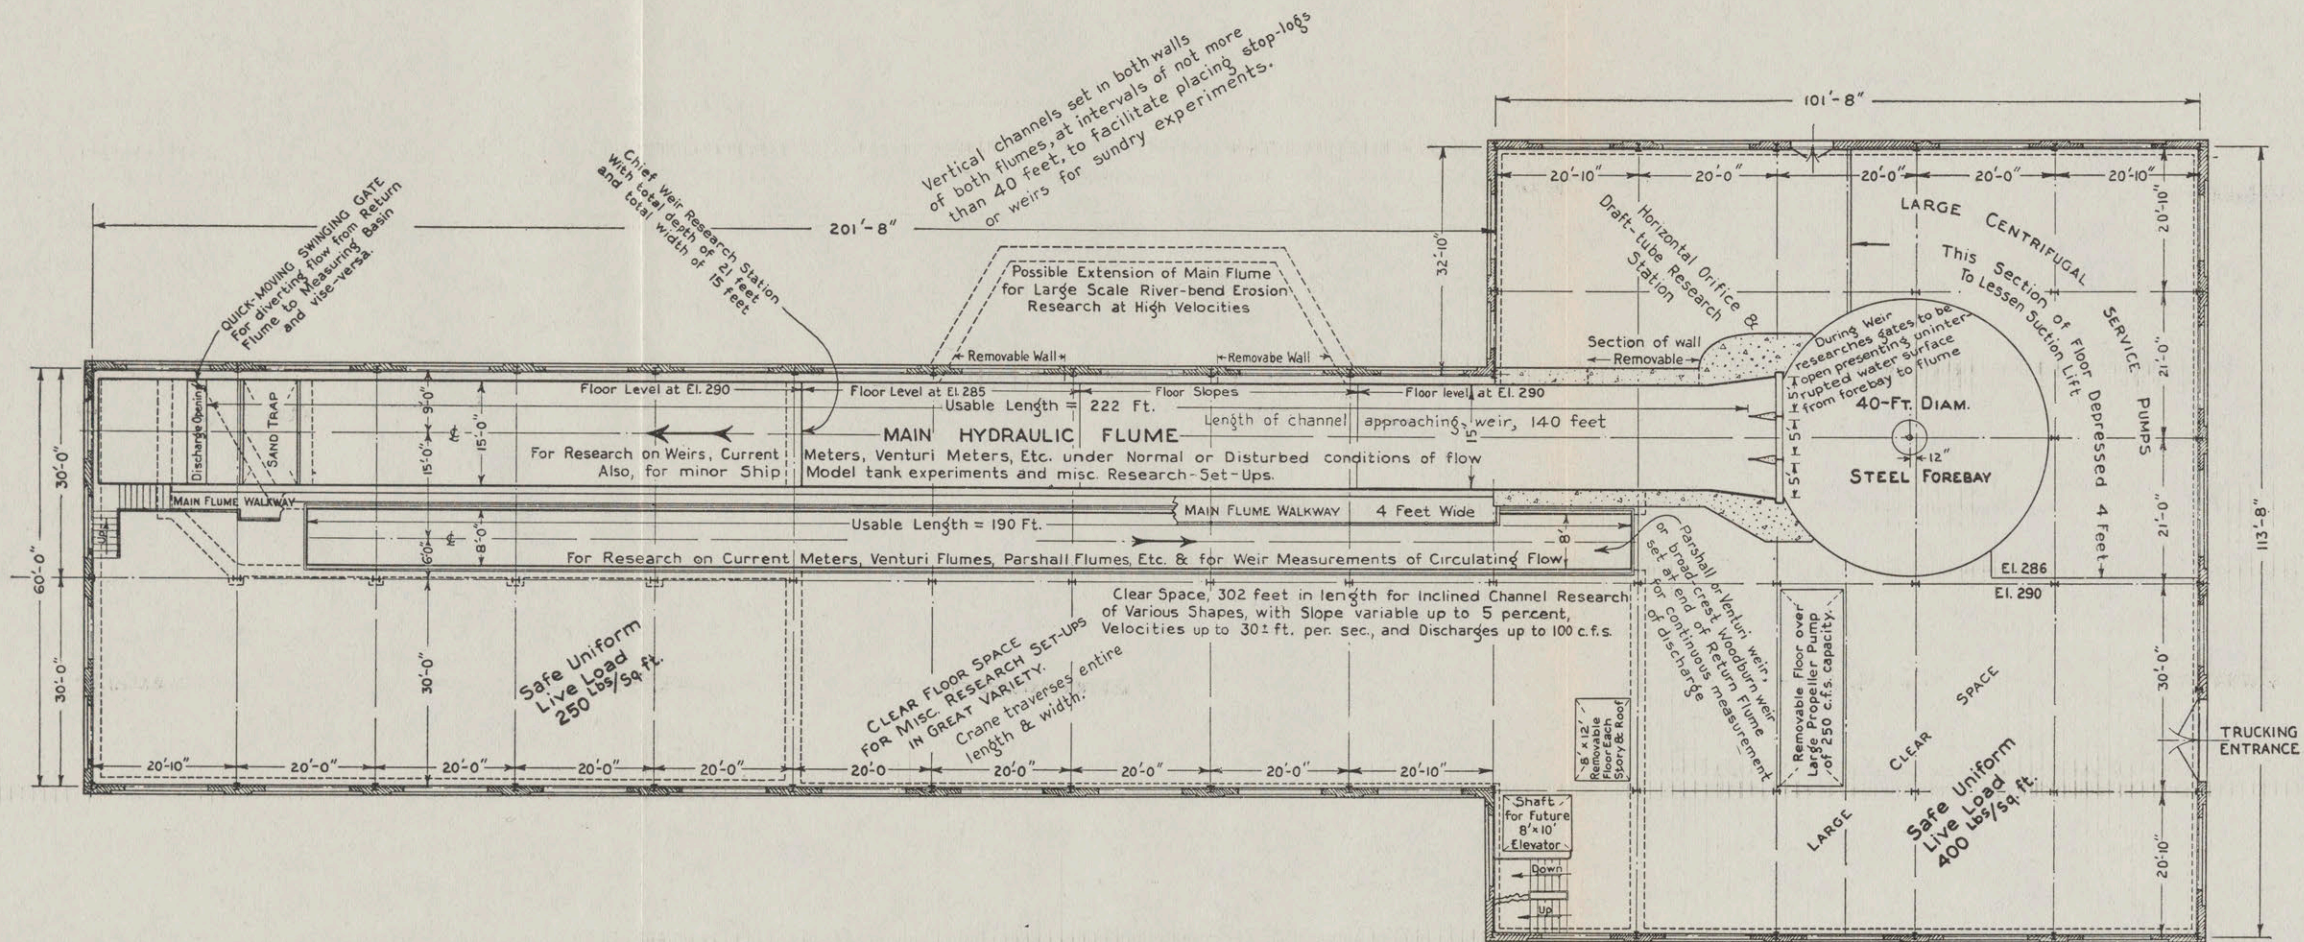 Vertical channels set in both walls
of both flumes, at intervals of not more
than 40 feet, to facilitate placing stop-logs
or weirs for sundry experiments.
Chief Weir Research Station
With total depth of 21 feet
and total width of 15 feet
QUICK-MOVING SWINGING GATE
For diverting flow from Return
Flume to Measuring Basin
and vise-versa.
201'-8"
101'-8"
32'-10"
20'-10"
20'-0"
20'-0"
20'-0"
20'-10"
Possible Extension of Main Flume
for Large Scale River-bend Erosion
Research at High Velocities
Removable Wall
Removabe Wall
Horizontal Orifice &
Draft-tube Research
Station
Section of wall
Removable
LARGE CENTRIFUGAL SERVICE PUMPS
This Section of Floor Depressed 4 Feet
To Lessen Suction Lift
20'-10"
21'-0"
21'-0"
30'-0"
20'-10"
113'-8"
During Weir
researches gates to be
open presenting uninter-
rupted water surface
from forebay to flume
40-FT. DIAM.
12"
STEEL FOREBAY
5'
5'
5'
El. 286
El. 290
Floor Level at El. 290
Floor Level at El. 285
Floor Slopes
Floor level at El. 290
Usable Length = 222 Ft.
Length of channel approaching weir, 140 feet
15'
MAIN HYDRAULIC FLUME
For Research on Weirs, Current Meters, Venturi Meters, Etc. under Normal or Disturbed conditions of flow
Also, for minor Ship Model tank experiments and misc. Research-Set-Ups.
Discharge Opening
SAND TRAP
9'-0"
15'-0"
15'-0"
MAIN FLUME WALKWAY
Up
MAIN FLUME WALKWAY 4 Feet Wide
Usable Length = 190 Ft.
6'0"
8'-0"
8'
For Research on Current Meters, Venturi Flumes, Parshall Flumes, Etc. & for Weir Measurements of Circulating Flow
60'-0"
30'-0"
30'-0"
30'-0"
Clear Space, 302 feet in length for Inclined Channel Research
of Various Shapes, with Slope variable up to 5 percent,
Velocities up to 30± ft. per. sec., and Discharges up to 100 c.f.s.
Safe Uniform
Live Load
250 Lbs/Sq.ft.
CLEAR FLOOR SPACE
FOR MISC. RESEARCH SET-UPS
IN GREAT VARIETY.
Crane traverses entire
length & width.
Parshall or Venturi weir,
or broad-crest Woodburn weir
set at end of Return Flume
for continuous measurement
of discharge
8' x 12'
Removable
Floor Each
Story & Roof
Removable Floor over
Large Propeller Pump
of 250 c.f.s. capacity.
LARGE CLEAR SPACE
Safe Uniform
Live Load
400 Lbs/sq.ft.
TRUCKING
ENTRANCE
20'-10"
20'-0"
20'-0"
20'-0"
20'-0"
20'-0
20'-0"
20'-0"
20'-0"
20'-10"
Shaft
for Future
8'x10'
Elevator
Down
Up